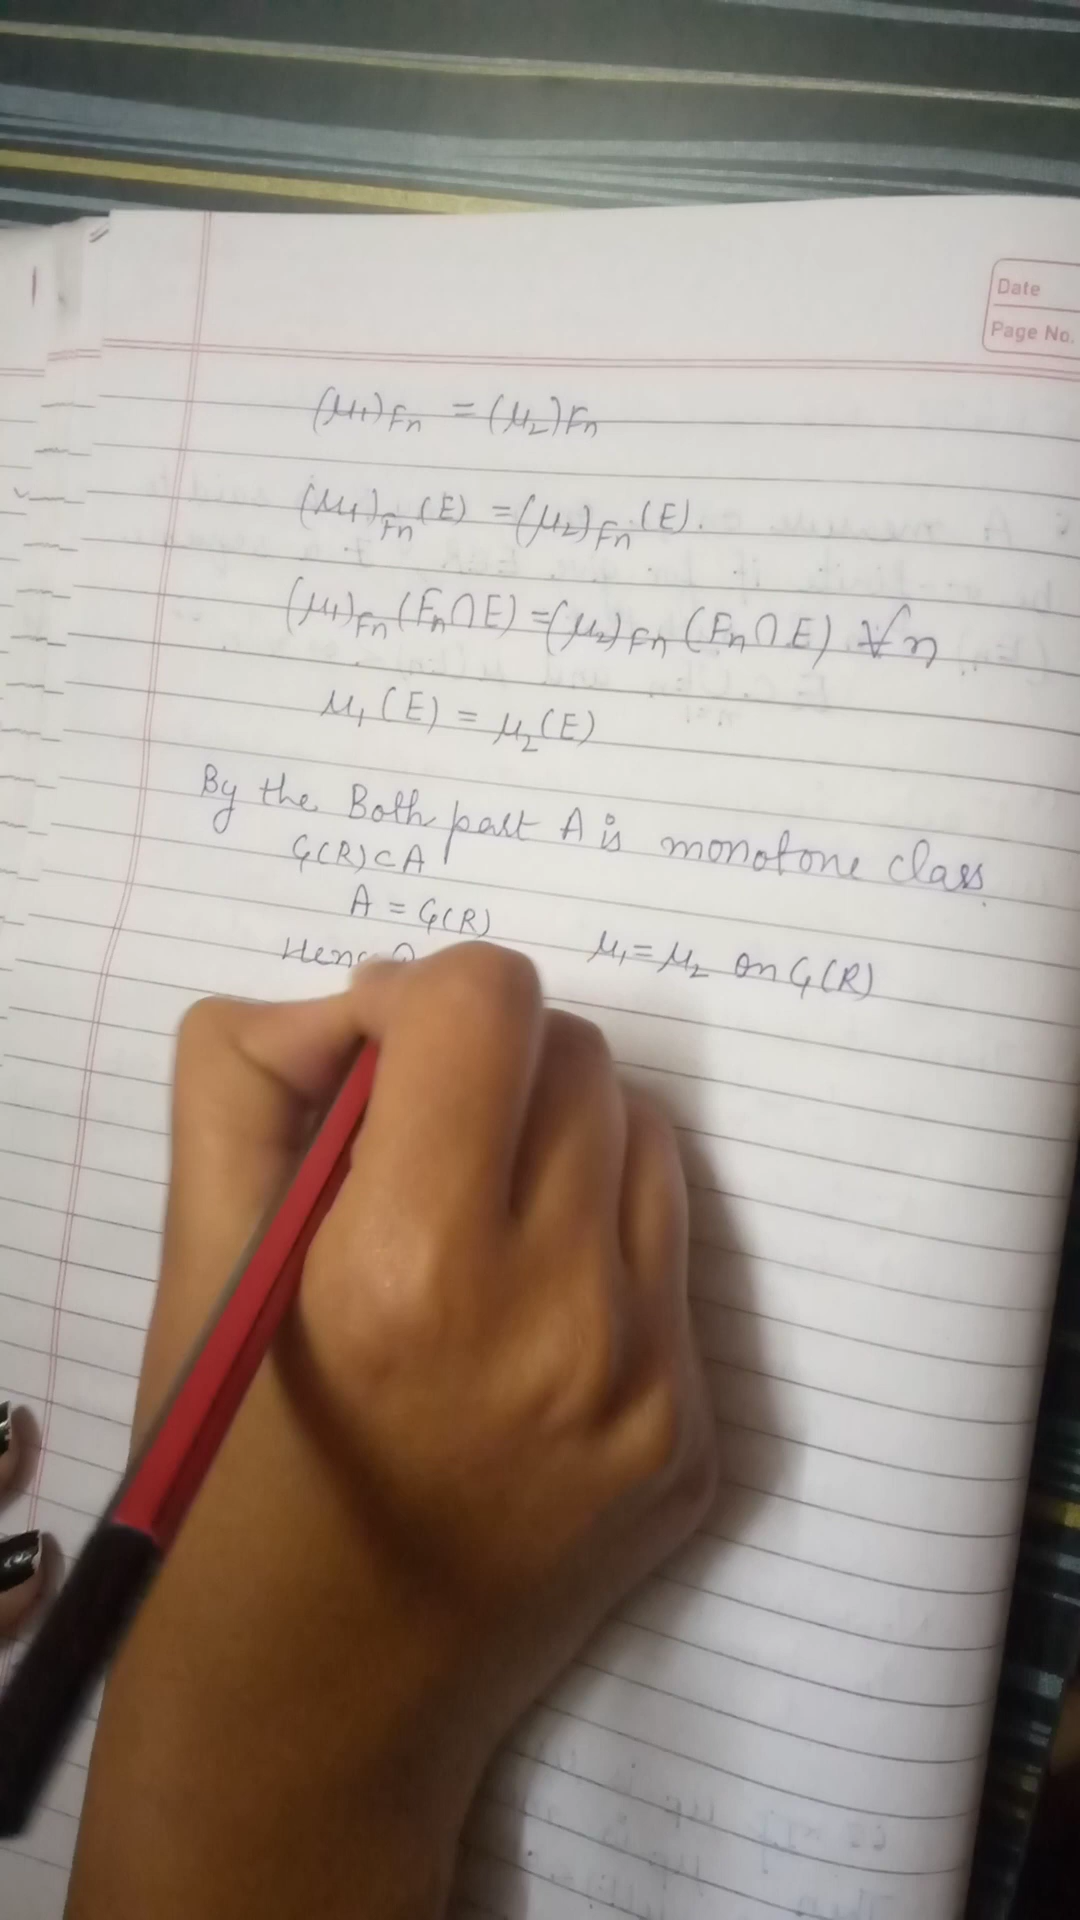 Date
Page No.
(μ₁)Fn = (μ₂)Fn
(μ₁)Fn (E) = (μ₂)Fn (E).
(μ₁)Fn (Fn∩E) = (μ₂)Fn (Fn∩E) ∀n
μ₁(E) = μ₂(E)
By the Both part A is monotone class
G(R)⊂A
A = G(R)
μ₁ = μ₂ on G(R)